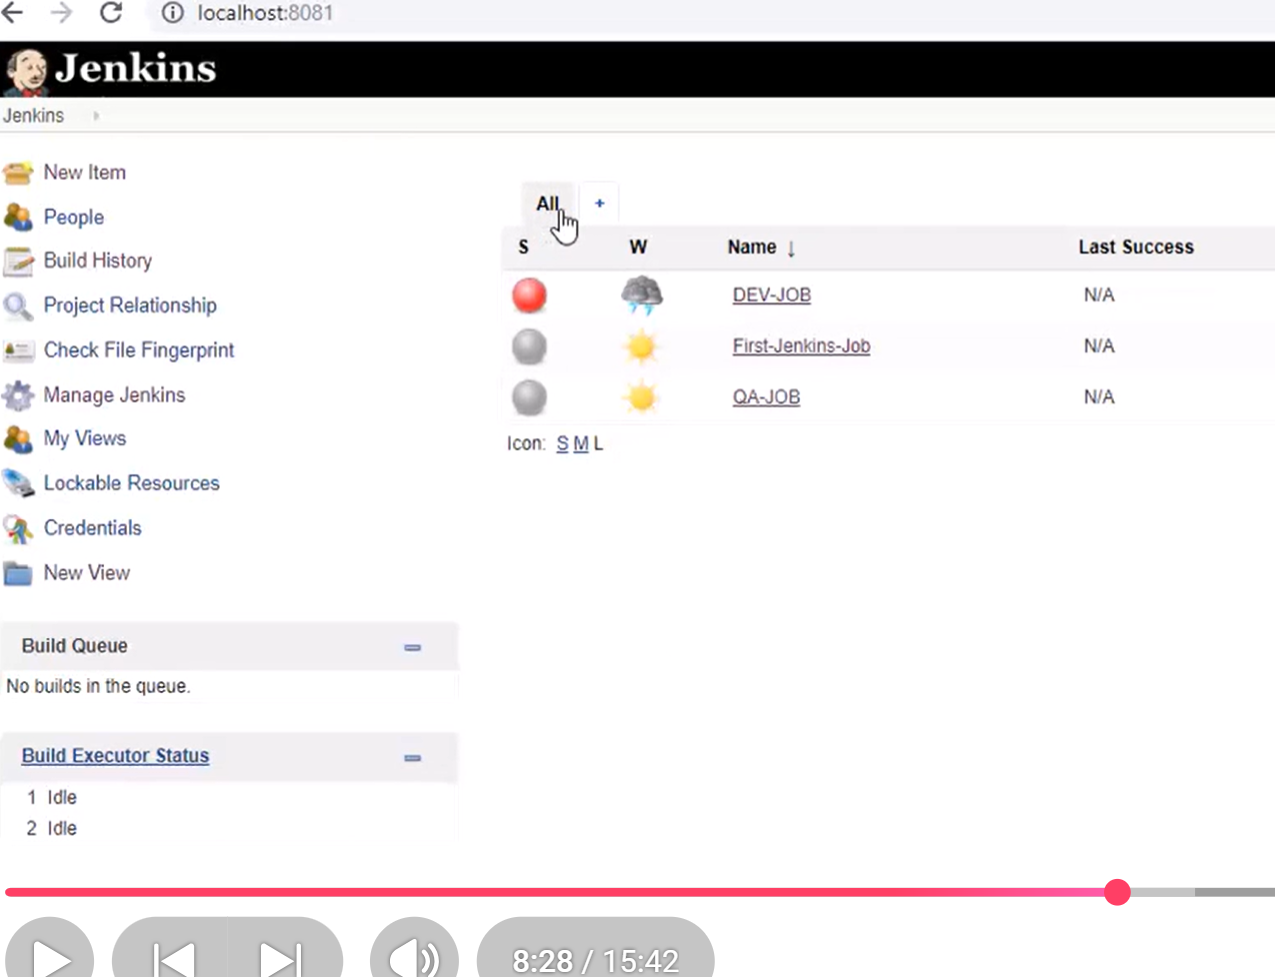 localhost:8081
Jenkins
Jenkins
New Item
People
Build History
Project Relationship
Check File Fingerprint
Manage Jenkins
My Views
Lockable Resources
Credentials
New View
Build Queue
No builds in the queue.
Build Executor Status
1 Idle
2 Idle
All +
S W Name ↓ Last Success
DEV-JOB N/A
First-Jenkins-Job N/A
QA-JOB N/A
Icon: S M L
8:28 / 15:42